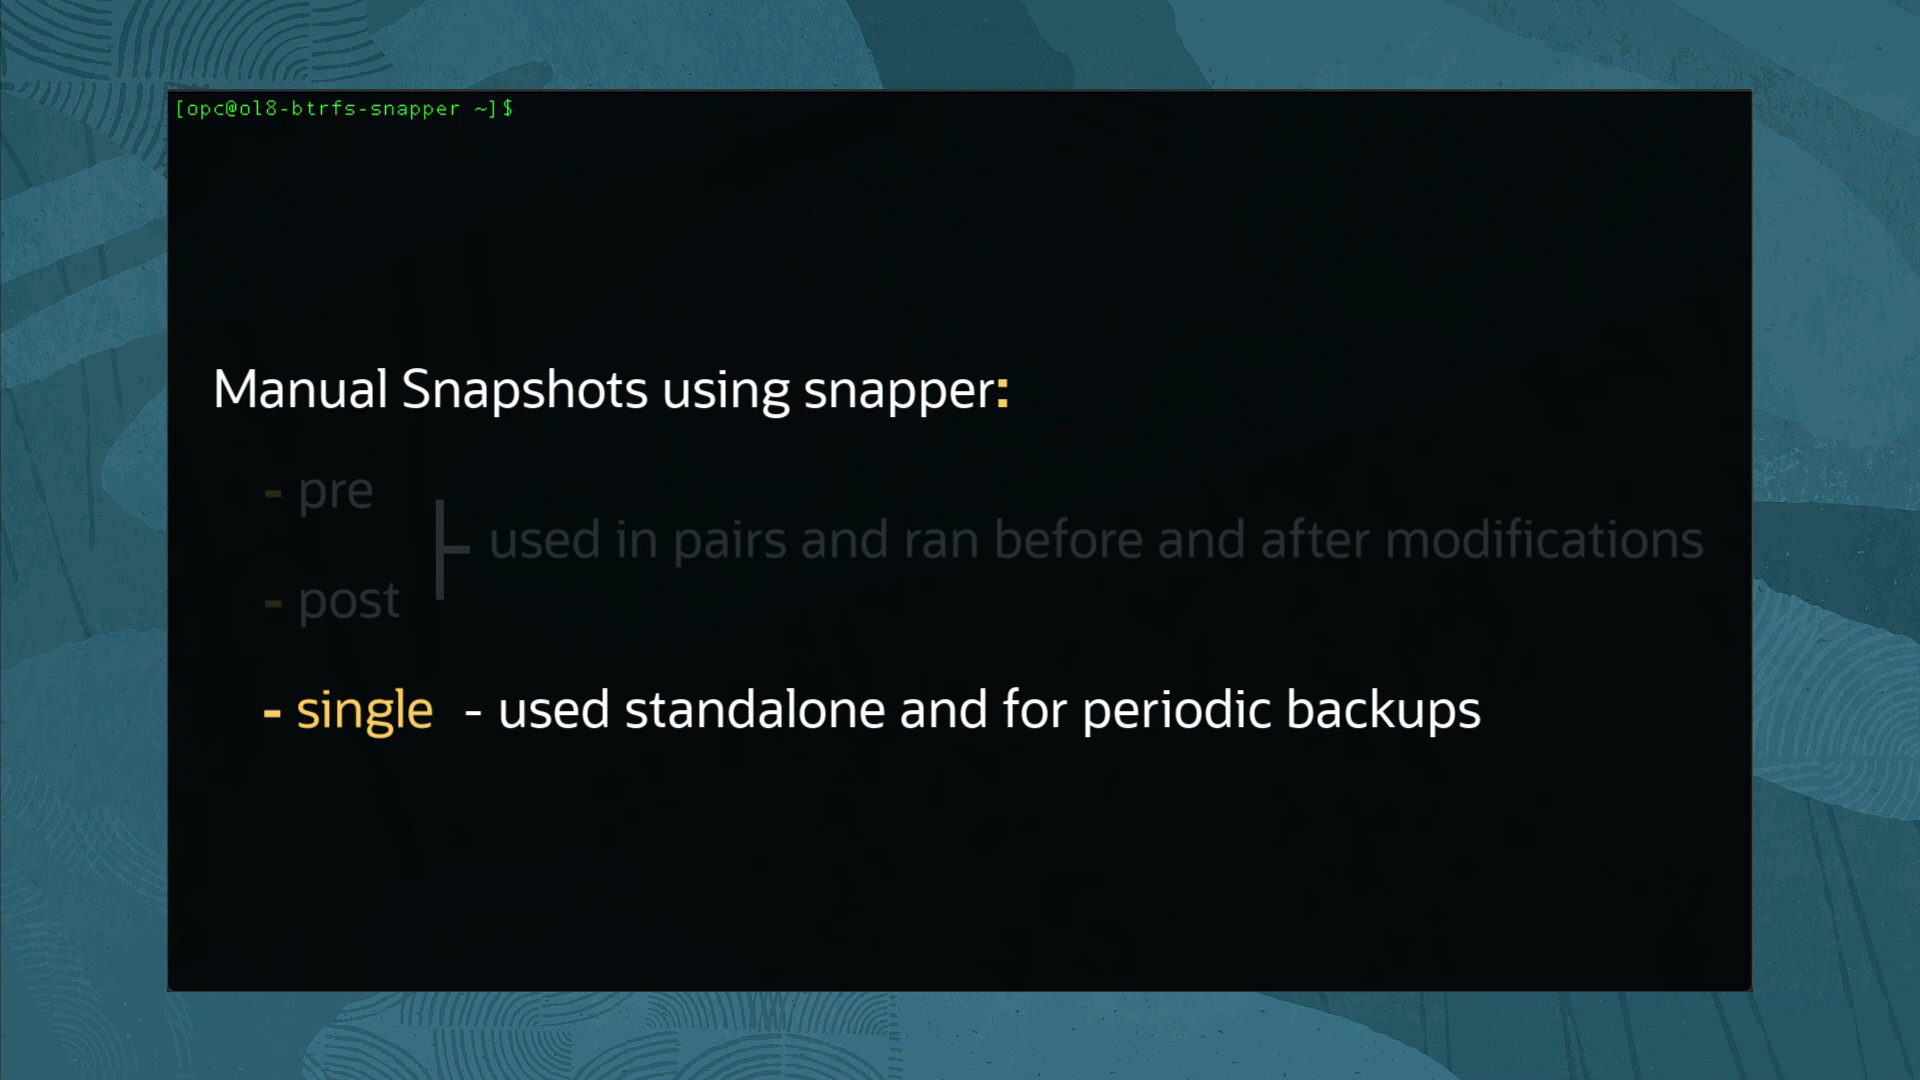 [opc@ol8-btrfs-snapper ~]$
Manual Snapshots using snapper:
- pre
used in pairs and ran before and after modifications
- post
- single - used standalone and for periodic backups